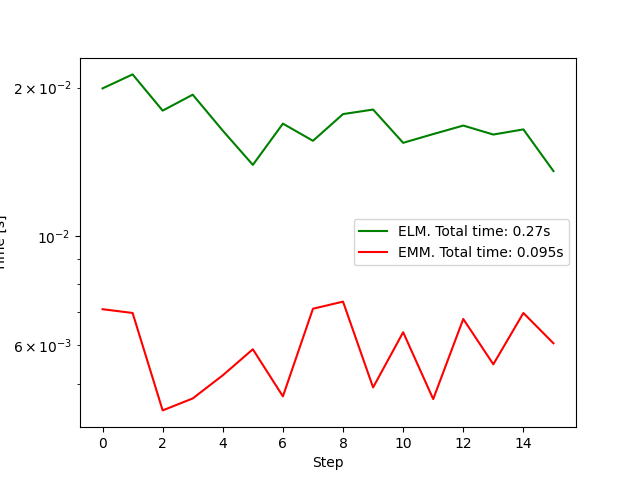 2 × 10⁻²
10⁻²
6 × 10⁻³
Time [s]
ELM. Total time: 0.27s
EMM. Total time: 0.095s
0 2 4 6 8 10 12 14
Step